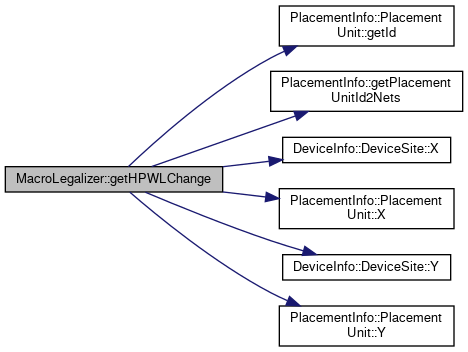 PlacementInfo::Placement
Unit::getId
PlacementInfo::getPlacement
UnitId2Nets
DeviceInfo::DeviceSite::X
MacroLegalizer::getHPWLChange
PlacementInfo::Placement
Unit::X
DeviceInfo::DeviceSite::Y
PlacementInfo::Placement
Unit::Y